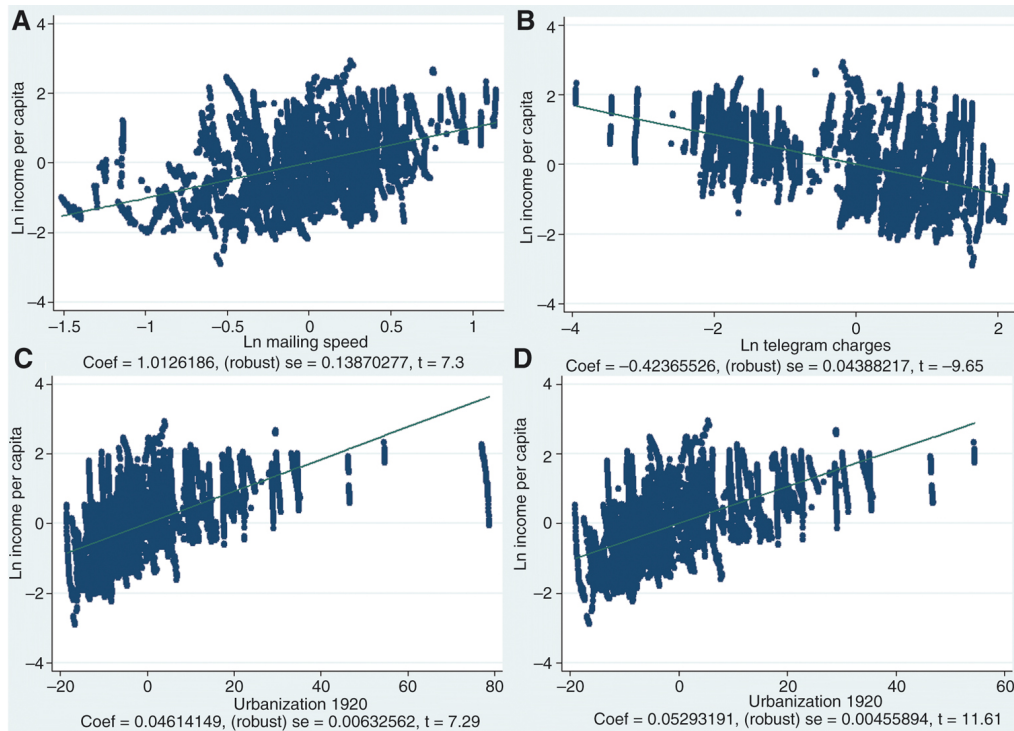 A
B
Ln income per capita
4
2
0
−2
−4
−1.5
−1
−0.5
0
0.5
1
Ln mailing speed
Coef = 1.0126186, (robust) se = 0.13870277, t = 7.3
Ln income per capita
4
2
0
−2
−4
−4
−2
0
2
Ln telegram charges
Coef = −0.42365526, (robust) se = 0.04388217, t = −9.65
C
D
Ln income per capita
4
2
0
−2
−4
−20
0
20
40
60
80
Urbanization 1920
Coef = 0.04614149, (robust) se = 0.00632562, t = 7.29
Ln income per capita
4
2
0
−2
−4
−20
0
20
40
60
Urbanization 1920
Coef = 0.05293191, (robust) se = 0.00455894, t = 11.61